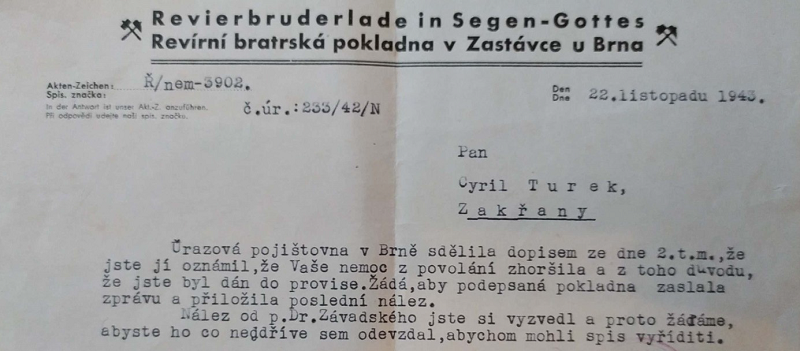 Revierbruderlade in Segen-Gottes
Revírní bratrská pokladna v Zastávce u Brna
Akten-Zeichen: Ř/nem-3902.
Spis. značka:
In der Antwort ist unser Akt.-Z. anzuführen.
Při odpovědi udejte naši spis. značku.
č.úr.:233/42/N
Den
Dne 22.listopadu 1943.
Pan
Cyril Turek,
Zakřany
Úrazová pojištovna v Brně sdělila dopisem ze dne 2.t.m.,že
jste jí oznámil,že Vaše nemoc z povolání zhoršila a z toho důvodu,
že jste byl dán do provise.Žádá,aby podepsaná pokladna zaslala
zprávu a přiložila poslední nález.
Nález od p.Dr.Závadského jste si vyzvedl a proto žádáme,
abyste ho co nejdříve sem odevzdal,abychom mohli spis vyříditi.